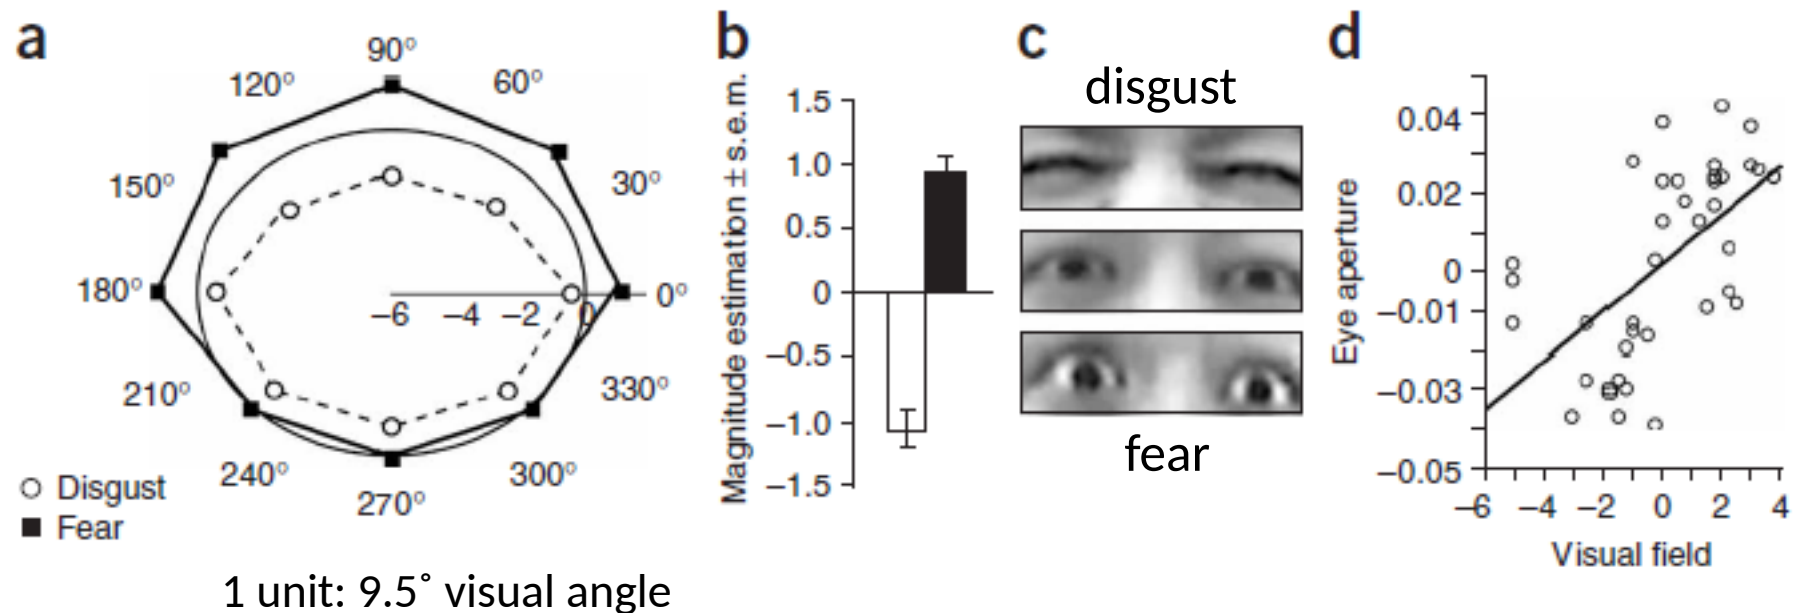 a
90°
120°
60°
150°
30°
180°
0°
−6 −4 −2 0
210°
330°
240°
300°
270°
Disgust
Fear
1 unit: 9.5˚ visual angle
b
Magnitude estimation ± s.e.m.
1.5
1.0
0.5
0
−0.5
−1.0
−1.5
c
disgust
fear
d
Eye aperture
0.04
0.02
0
−0.01
−0.03
−0.05
−6 −4 −2 0 2 4
Visual field